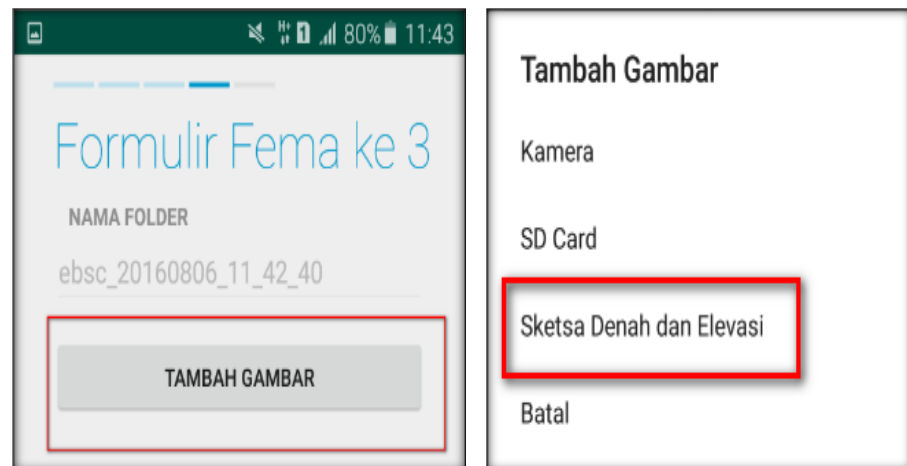 H+ 1 80% 11:43
Formulir Fema ke 3
NAMA FOLDER
ebsc_20160806_11_42_40
TAMBAH GAMBAR
Tambah Gambar
Kamera
SD Card
Sketsa Denah dan Elevasi
Batal